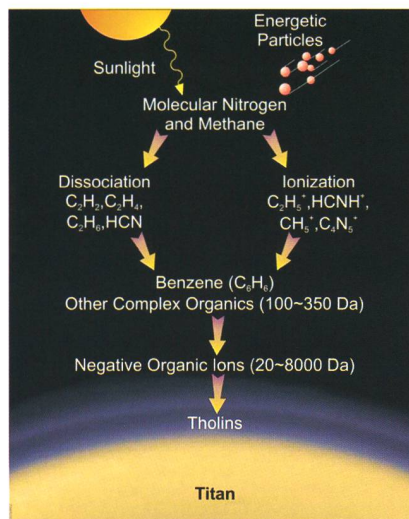 Energetic
Particles
Sunlight
Molecular Nitrogen
and Methane
Dissociation
C₂H₂,C₂H₄,
C₂H₆,HCN
Ionization
C₂H₅⁺,HCNH⁺,
CH₅⁺,C₄N₅⁺
Benzene (C₆H₆)
Other Complex Organics (100~350 Da)
Negative Organic Ions (20~8000 Da)
Tholins
Titan